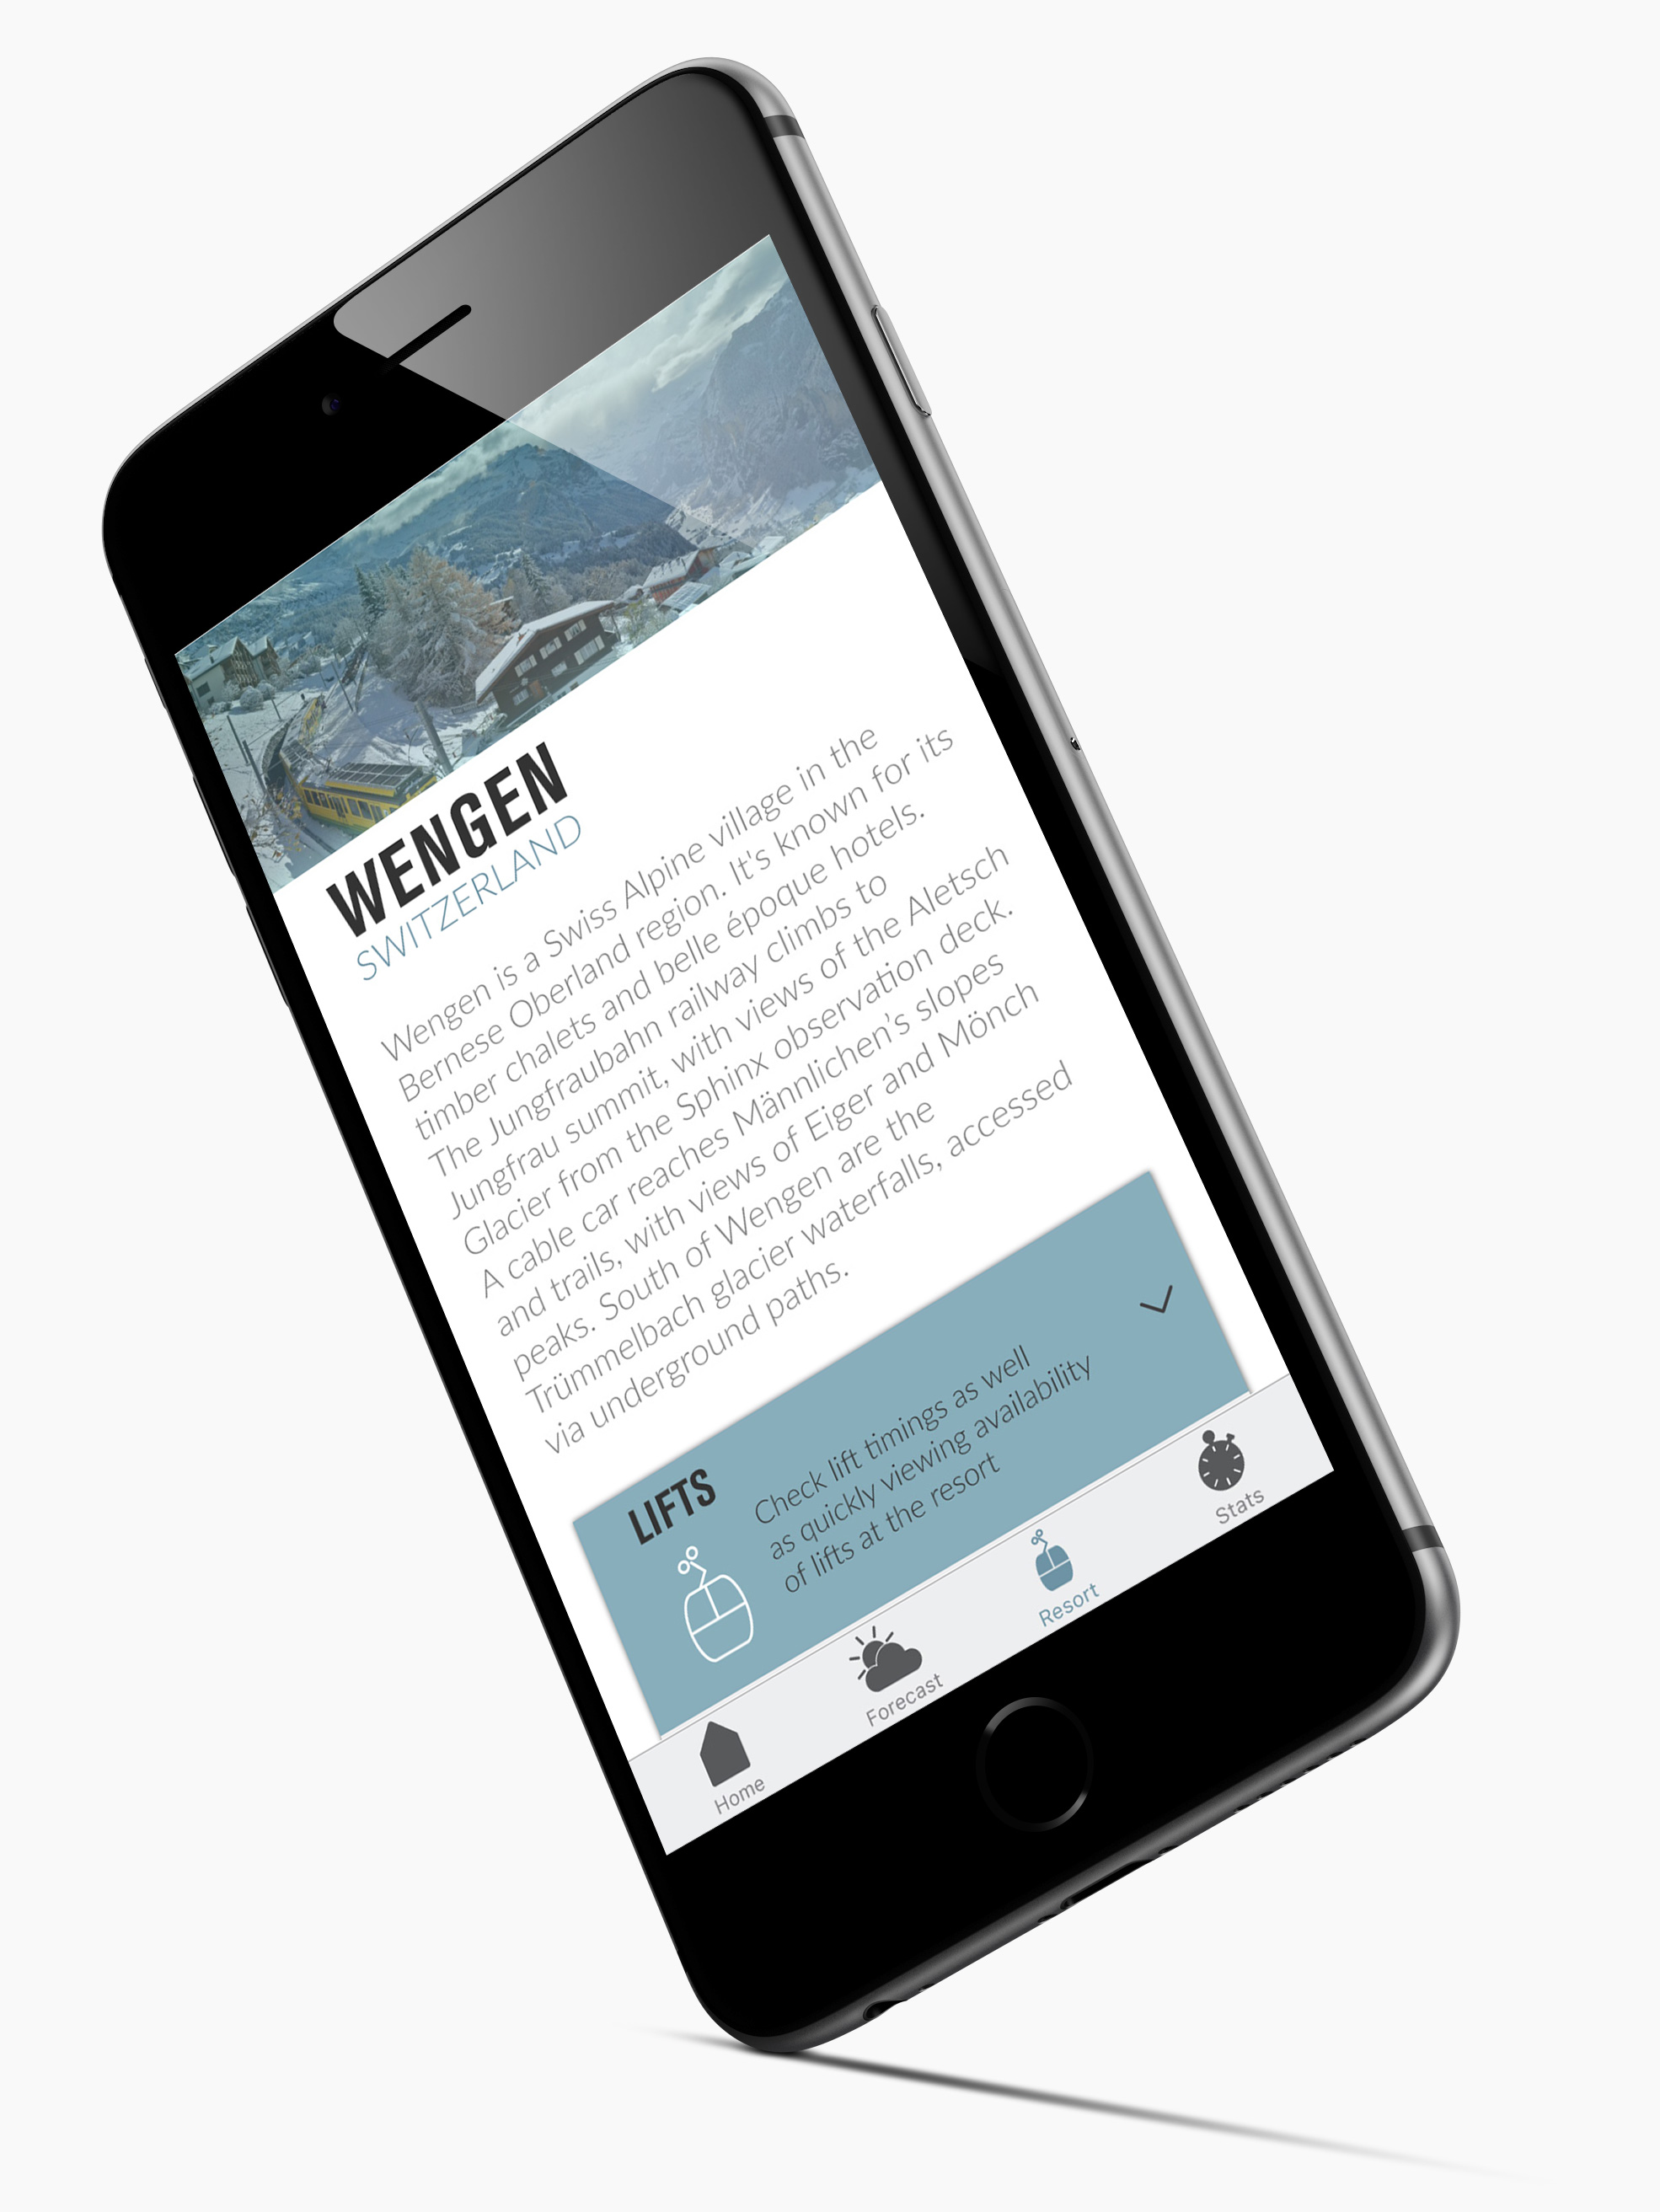 WENGEN
SWITZERLAND
Wengen is a Swiss Alpine village in the
Bernese Oberland region. It's known for its
timber chalets and belle époque hotels.
The Jungfraubahn railway climbs to
Jungfrau summit, with views of the Aletsch
Glacier from the Sphinx observation deck.
A cable car reaches Männlichen’s slopes
and trails, with views of Eiger and Mönch
peaks. South of Wengen are the
Trümmelbach glacier waterfalls, accessed
via underground paths.
LIFTS
Check lift timings as well
as quickly viewing availability
of lifts at the resort
Home
Forecast
Resort
Stats